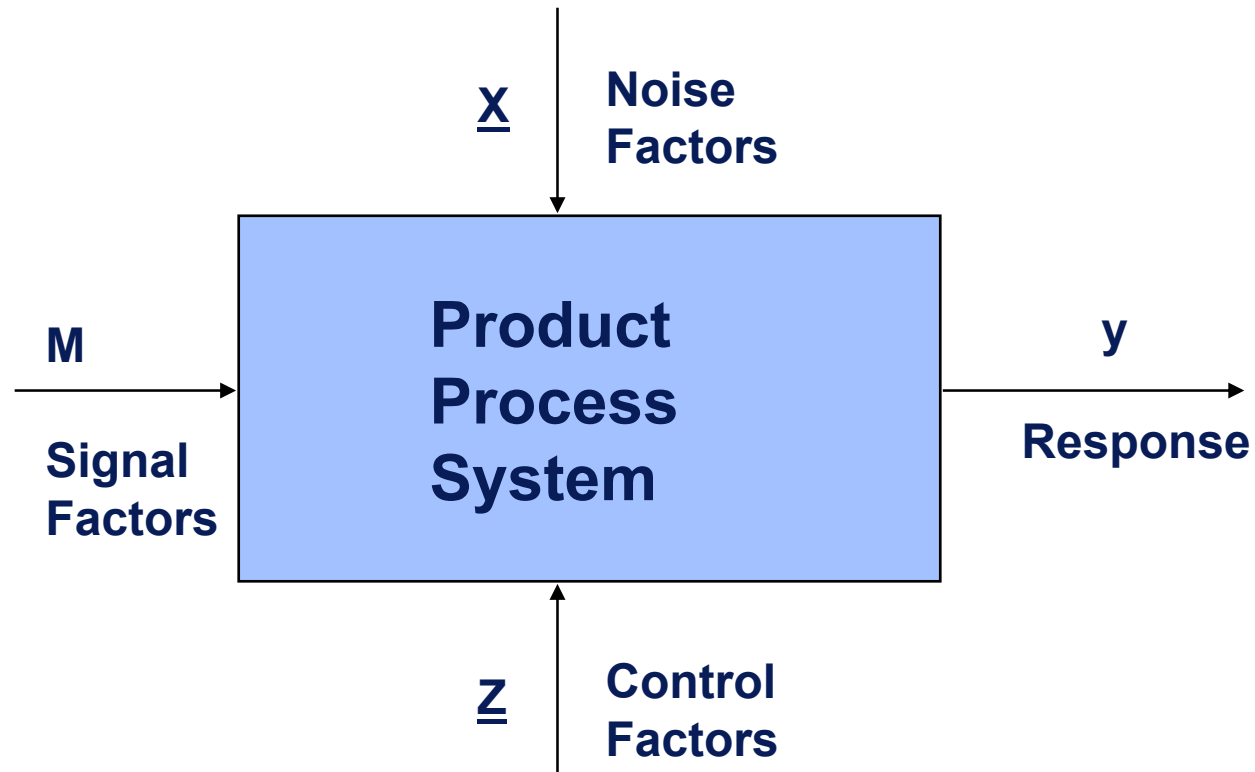 X
Noise
Factors
M
Signal
Factors
Product
Process
System
y
Response
Z
Control
Factors